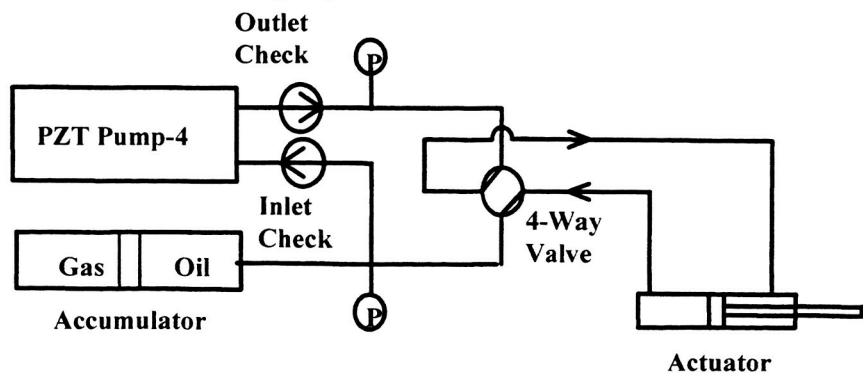 Outlet
Check
P
PZT Pump-4
Inlet
Check
4-Way
Valve
Gas
Oil
Accumulator
P
Actuator